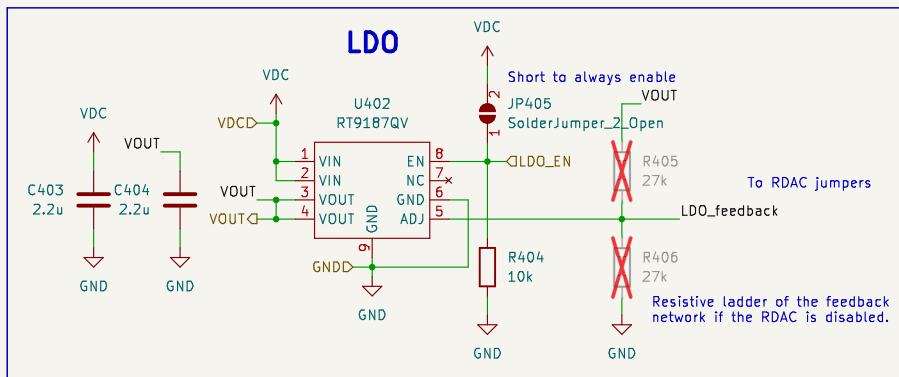 LDO
VDC
Short to always enable
VDC
U402
RT9187QV
2
JP405
VOUT
1
SolderJumper_2_Open
VDC
VDC
VOUT
1
VIN
EN
8
LDO_EN
R405
27k
2
VIN
NC
7
To RDAC jumpers
C403
2.2u
C404
2.2u
VOUT
3
VOUT
GND
6
VOUT
4
VOUT
GND
ADJ
5
LDO_feedback
9
GND
R404
10k
R406
27k
GND
GND
GND
Resistive ladder of the feedback
network if the RDAC is disabled.
GND
GND